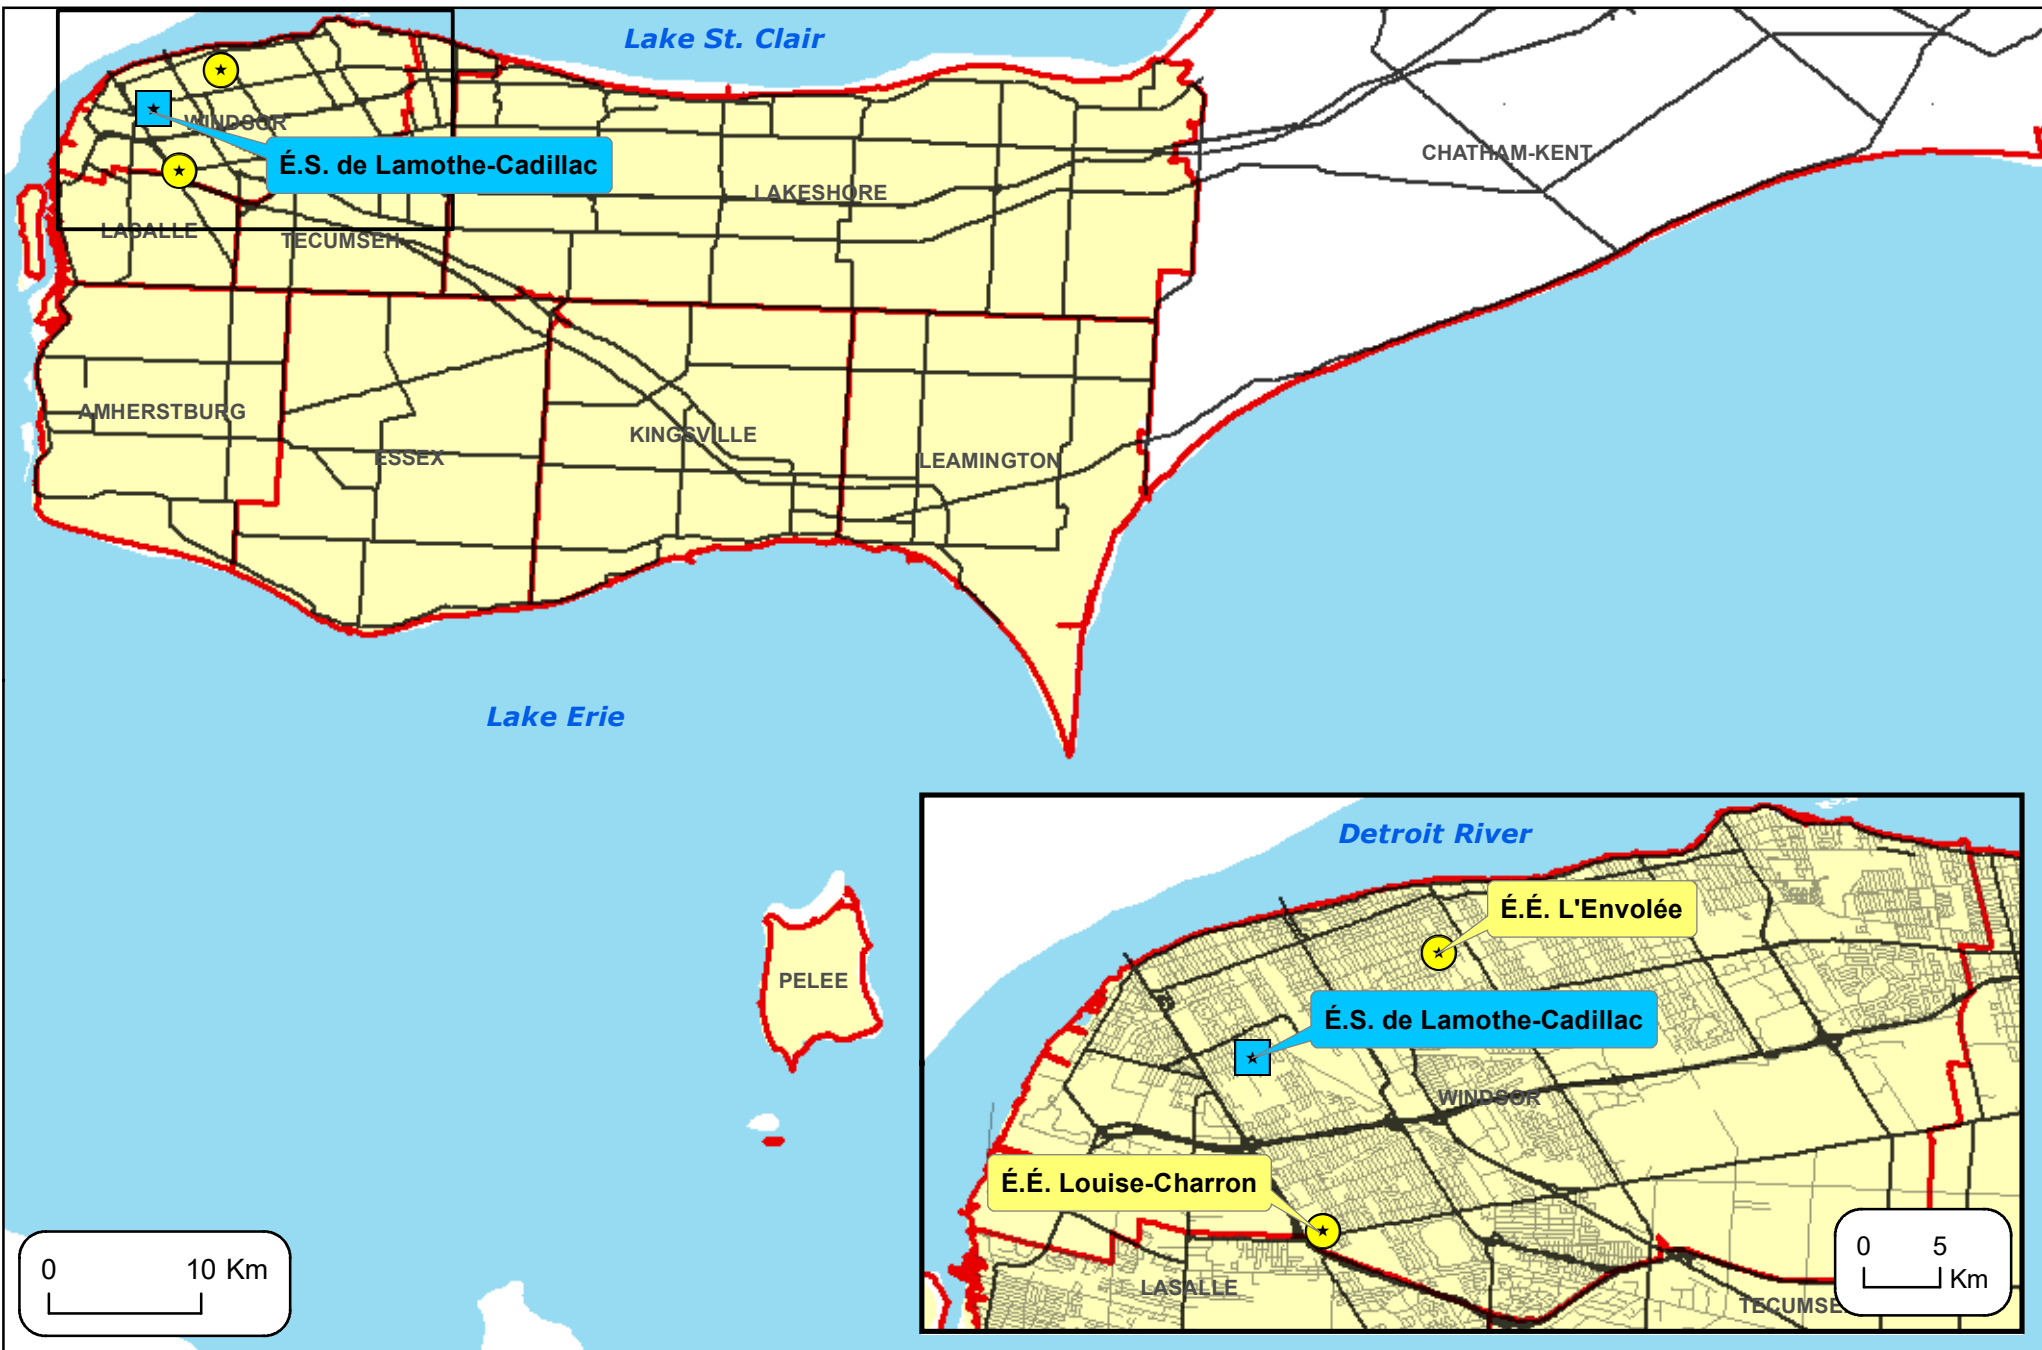 Lake St. Clair
WINDSOR
É.S. de Lamothe-Cadillac
CHATHAM-KENT
LAKESHORE
LASALLE
TECUMSEH
AMHERSTBURG
KINGSVILLE
ESSEX
LEAMINGTON
Lake Erie
PELEE
0 10 Km
Detroit River
É.É. L'Envolée
É.S. de Lamothe-Cadillac
WINDSOR
É.É. Louise-Charron
LASALLE
TECUMSE
0 5
Km